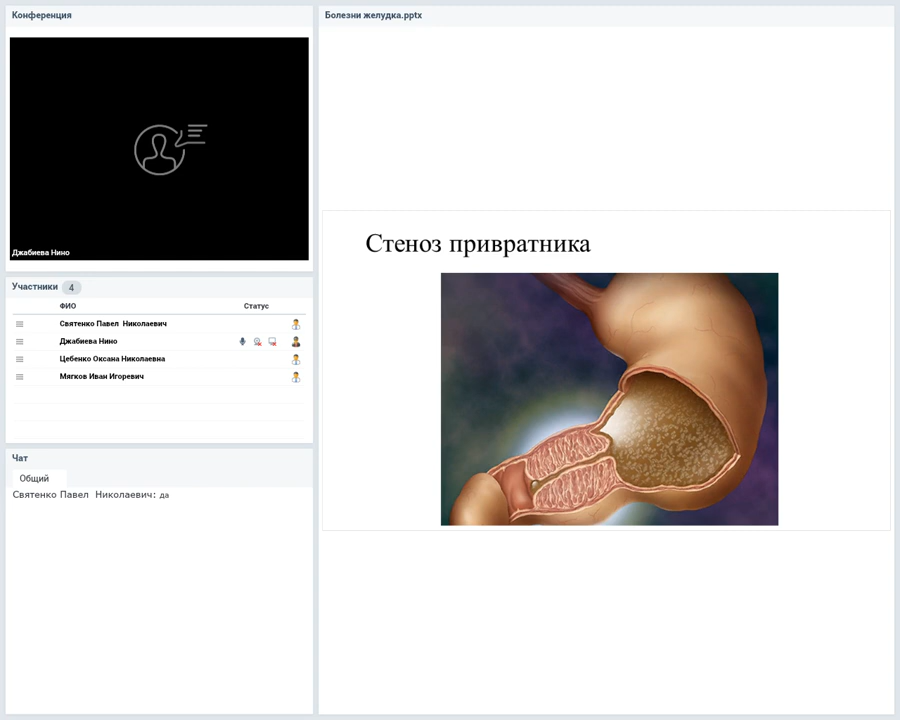 Конференция
Джабиева Нино
Участники 4
ФИО Статус
Святенко Павел Николаевич
Джабиева Нино
Цебенко Оксана Николаевна
Мягков Иван Игоревич
Чат
Общий
Святенко Павел Николаевич: да
Болезни желудка.pptx
Стеноз привратника